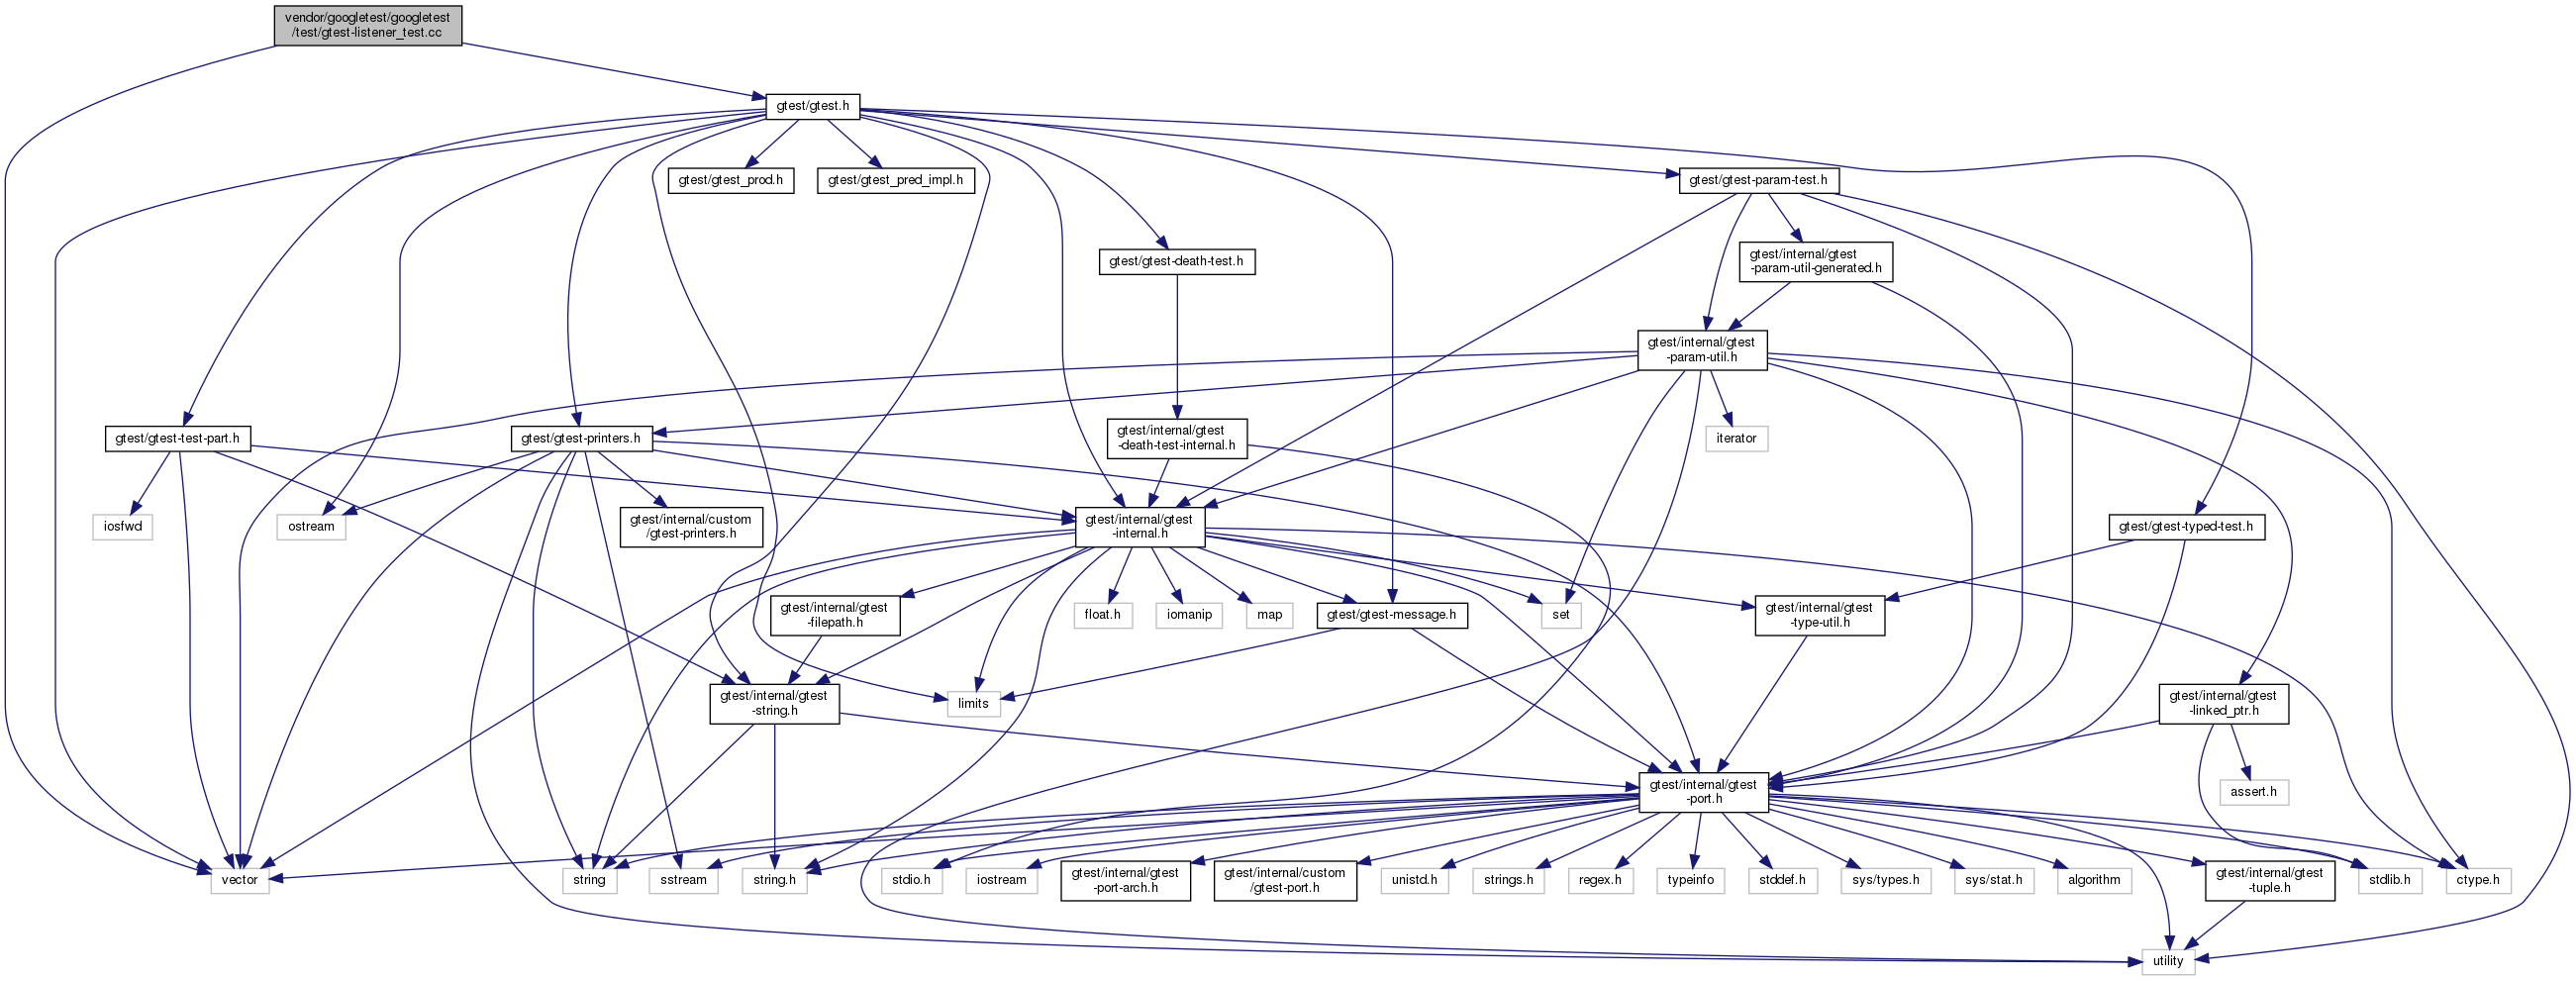 vendor/googletest/googletest
/test/gtest-listener_test.cc
gtest/gtest.h
gtest/gtest_prod.h
gtest/gtest_pred_impl.h
gtest/gtest-param-test.h
gtest/gtest-death-test.h
gtest/internal/gtest
-param-util-generated.h
gtest/internal/gtest
-param-util.h
gtest/gtest-test-part.h
gtest/gtest-printers.h
gtest/internal/gtest
-death-test-internal.h
iterator
iosfwd
ostream
gtest/internal/custom
/gtest-printers.h
gtest/internal/gtest
-internal.h
gtest/gtest-typed-test.h
gtest/internal/gtest
-filepath.h
float.h
iomanip
map
gtest/gtest-message.h
set
gtest/internal/gtest
-type-util.h
gtest/internal/gtest
-string.h
limits
gtest/internal/gtest
-linked_ptr.h
gtest/internal/gtest
-port.h
assert.h
vector
string
sstream
string.h
stdio.h
iostream
gtest/internal/gtest
-port-arch.h
gtest/internal/custom
/gtest-port.h
unistd.h
strings.h
regex.h
typeinfo
stddef.h
sys/types.h
sys/stat.h
algorithm
gtest/internal/gtest
-tuple.h
stdlib.h
ctype.h
utility